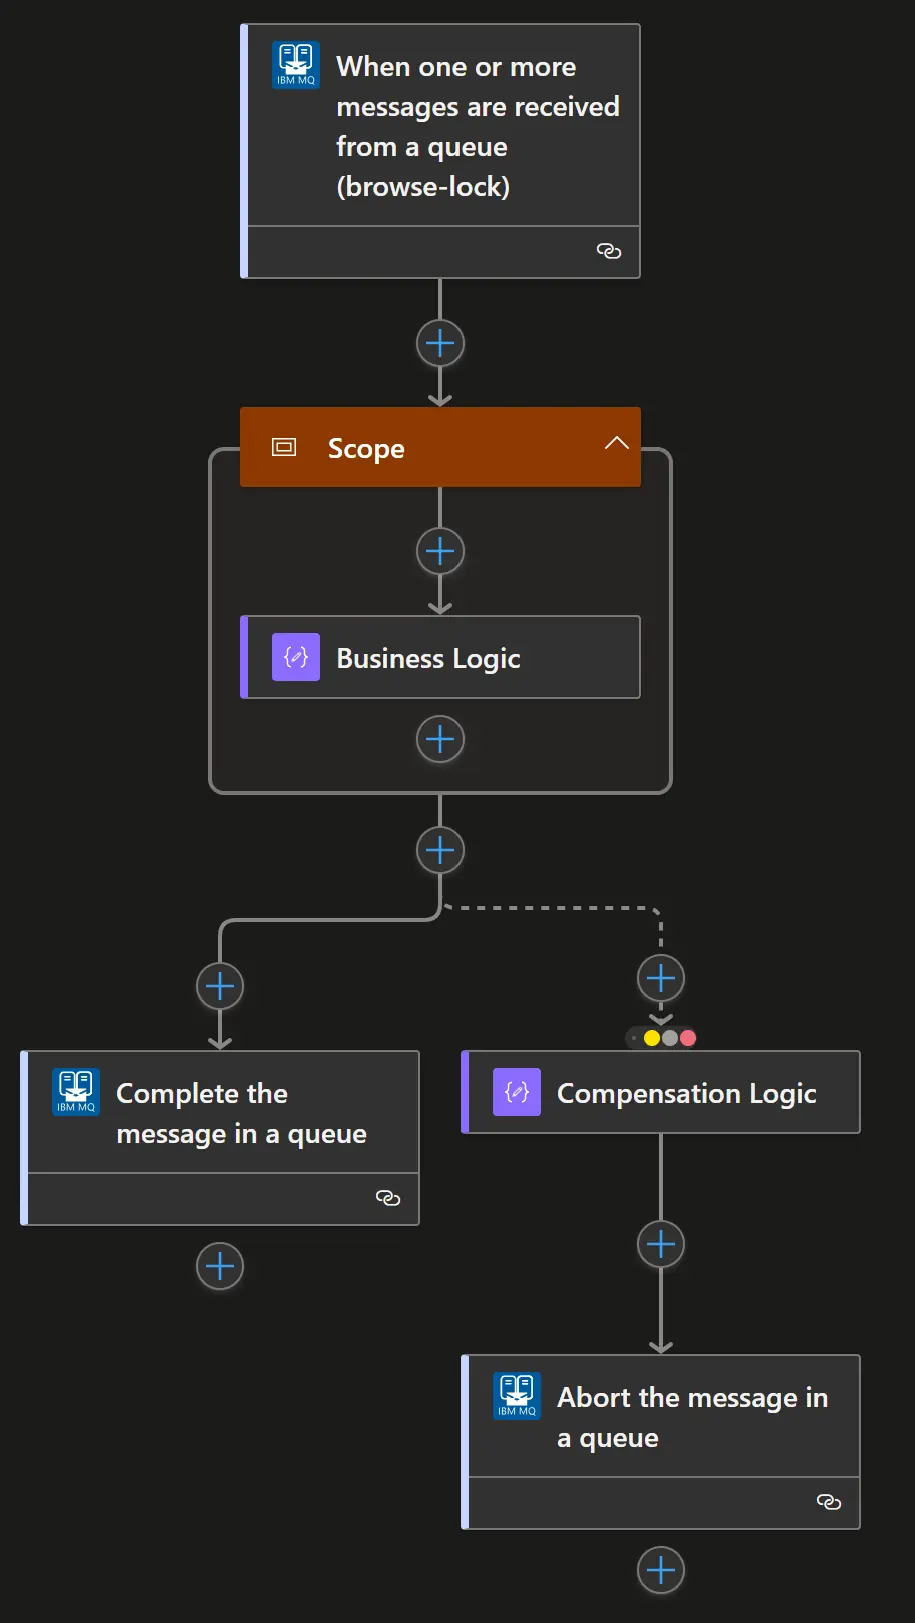 IBM MQ
When one or more
messages are received
from a queue
(browse-lock)
Scope
Business Logic
IBM MQ
Complete the
message in a queue
Compensation Logic
IBM MQ
Abort the message in
a queue